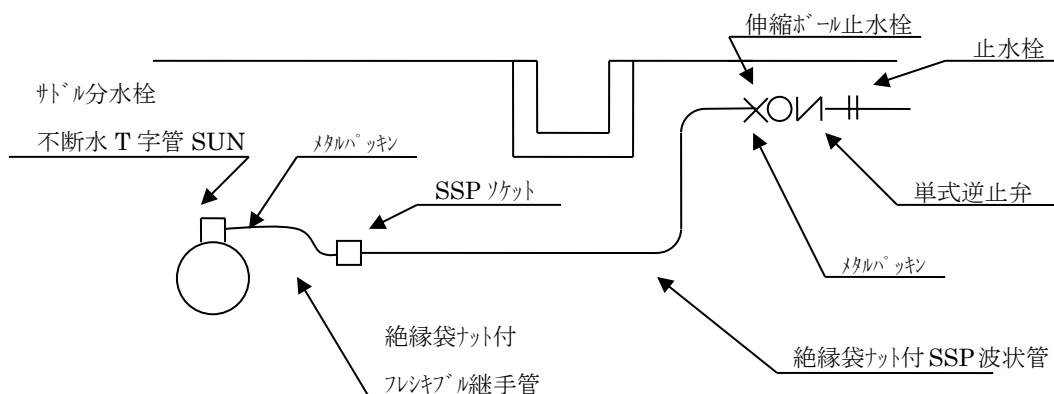 伸縮ﾎﾞｰﾙ止水栓
止水栓
ｻﾄﾞﾙ分水栓
不断水 T 字管 SUN
ﾒﾀﾙﾊﾟｯｷﾝ
SSP ｿｹｯﾄ
単式逆止弁
ﾒﾀﾙﾊﾟｯｷﾝ
絶縁袋ﾅｯﾄ付
ﾌﾚｼｷﾌﾞﾙ継手管
絶縁袋ﾅｯﾄ付 SSP 波状管